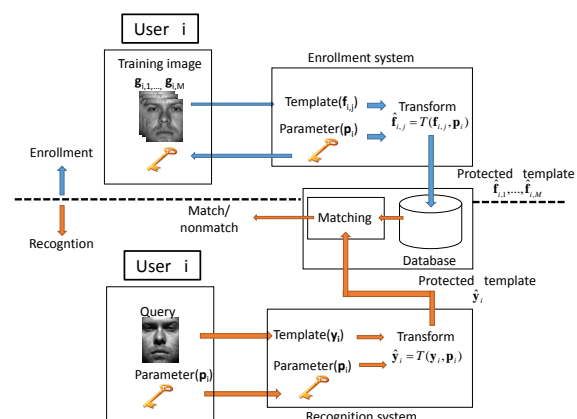 User i
Training image
g_{i,1,...,} g_{i,M}
Enrollment system
Template(f_{i,j})
Parameter(p_i)
Transform
f̂_{i,j} = T(f_{i,j}, p_i)
Enrollment
Protected template
f̂_{i,1},...,f̂_{i,M}
Match/
nonmatch
Matching
Recogntion
Database
User i
Protected template
ŷ_i
Query
Parameter(p_i)
Template(y_i)
Parameter(p_i)
Transform
ŷ_i = T(y_i, p_i)
Recognition system